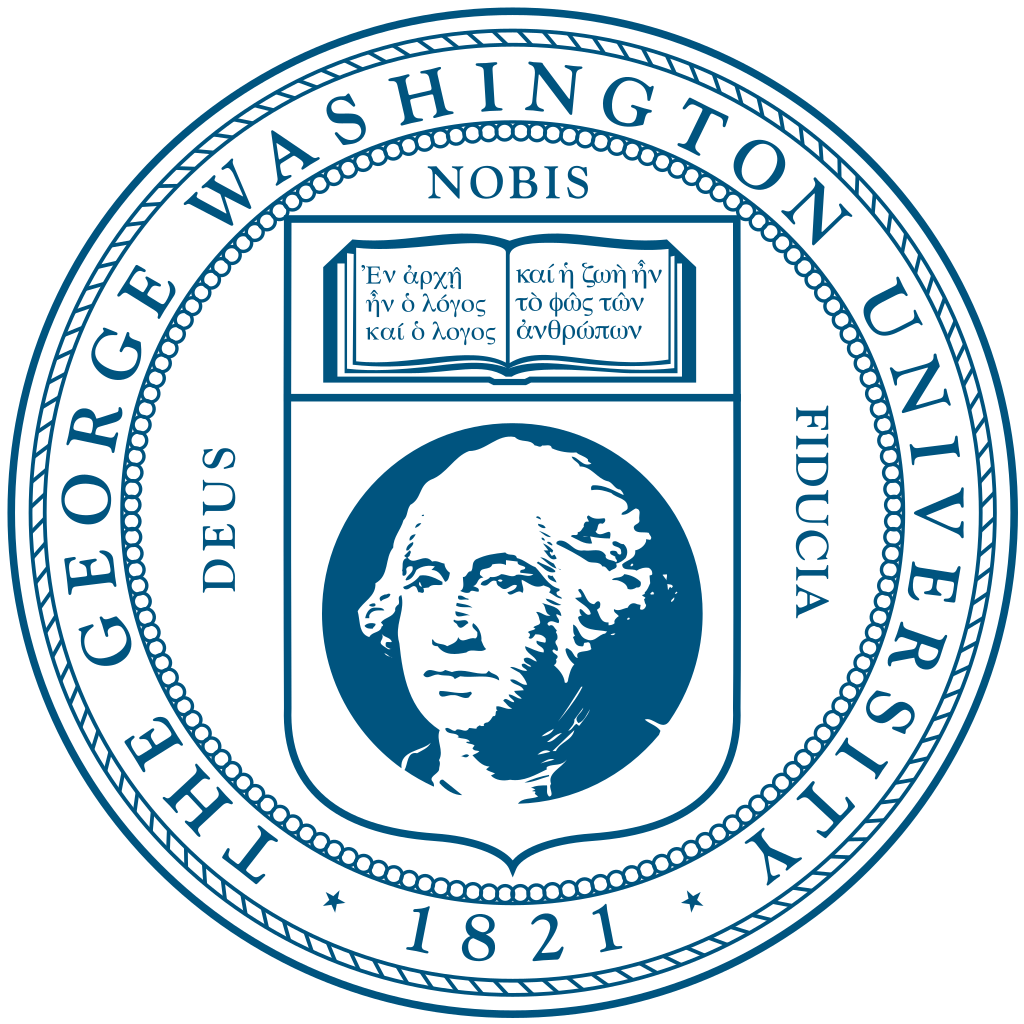 THE GEORGE WASHINGTON UNIVERSITY
NOBIS
Ἐν ἀρχῇ
ἦν ὁ λόγος
καί ὁ λογος
καί ἡ ζωὴ ἦν
τὸ φῶς τῶν
ἀνθρώπων
DEUS
FIDUCIA
1821